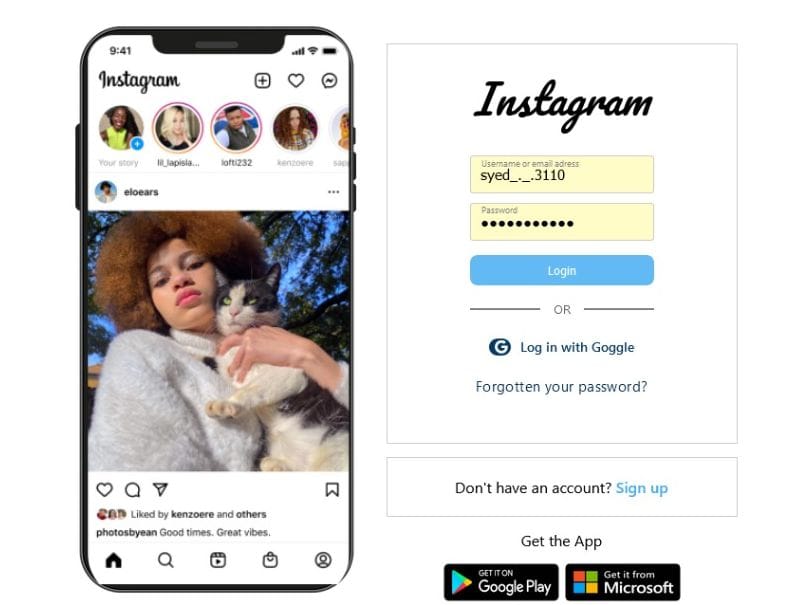 9:41
Instagram
Your story
lil_lapisla...
lofti232
kenzoere
sapp
eloears
Liked by kenzoere and others
photosbyean Good times. Great vibes.
Instagram
Username or email adress
syed_._.3110
Password
•••••••••••
Login
OR
G Log in with Goggle
Forgotten your password?
Don't have an account? Sign up
Get the App
GET IT ON
Google Play
Get it from
Microsoft